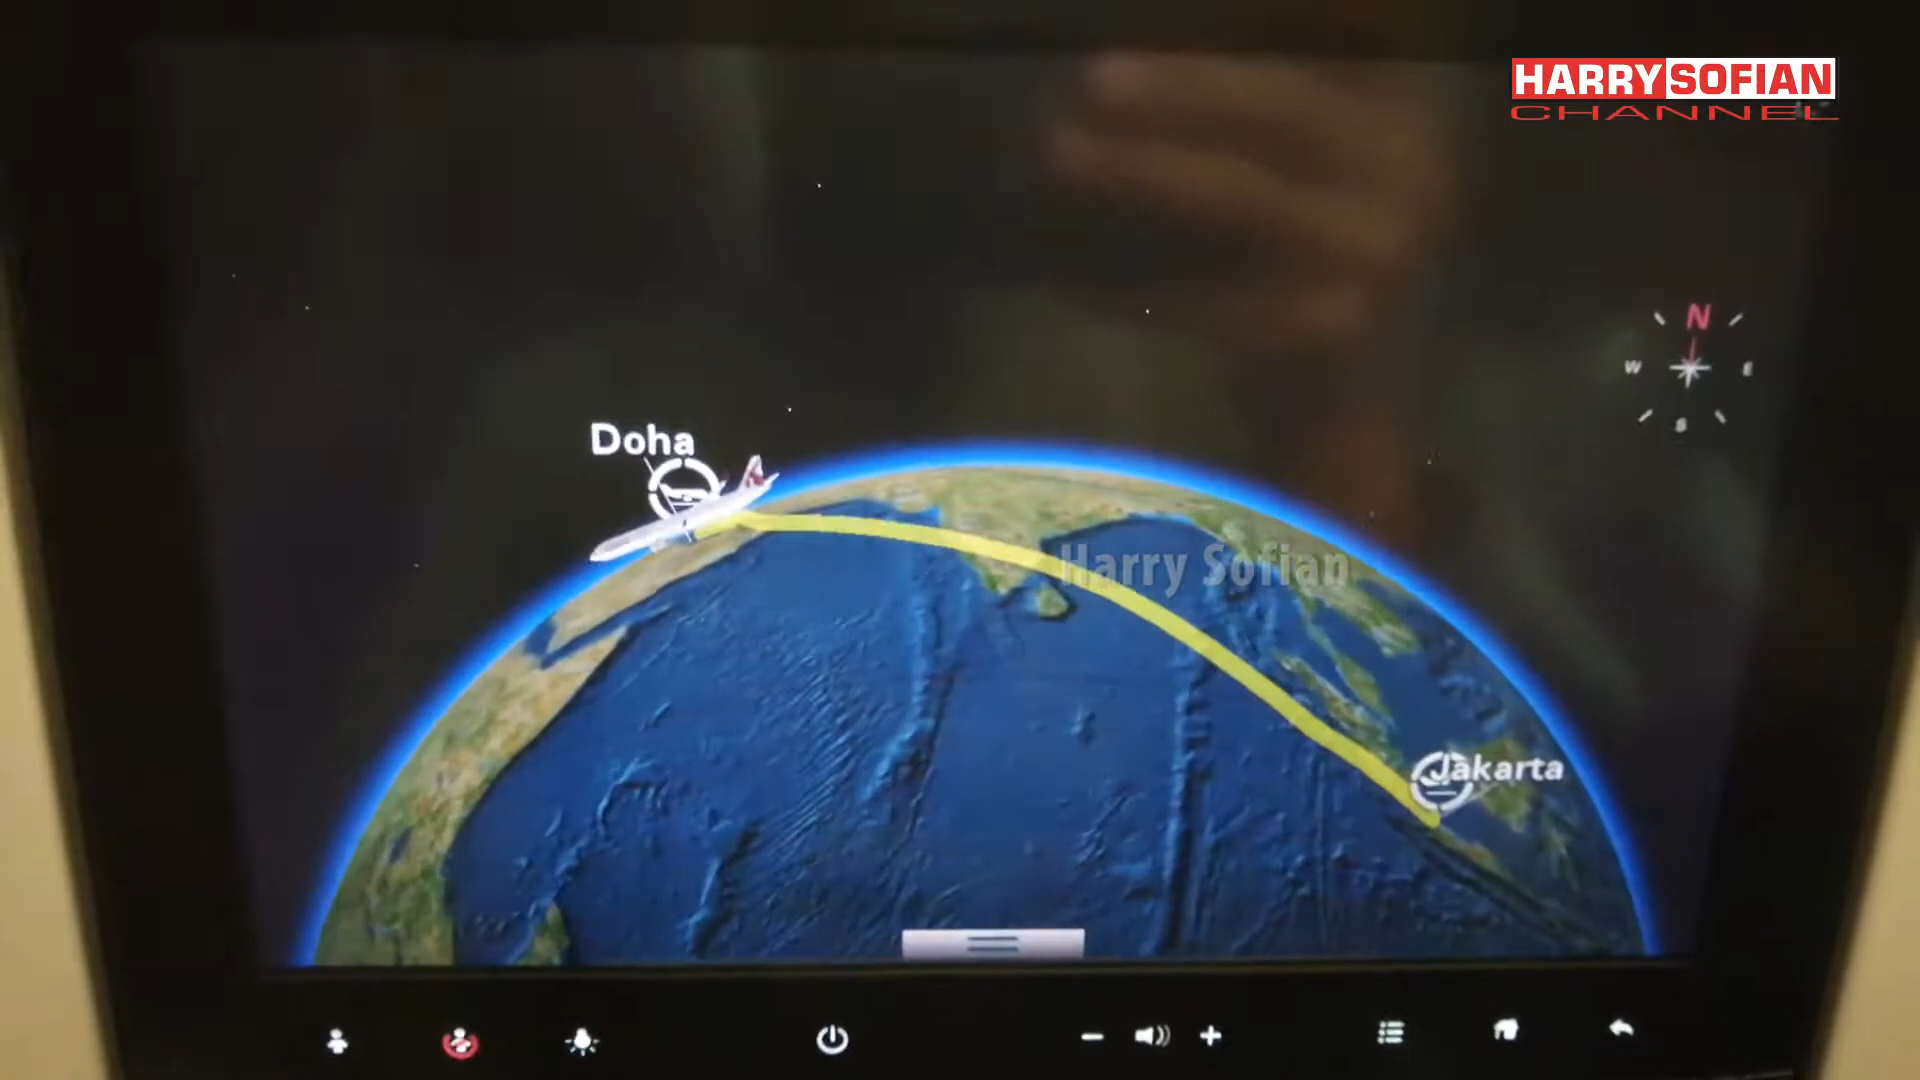 HARRY SOFIAN
CHANNEL
N
W E
S
Doha
Harry Sofian
Jakarta